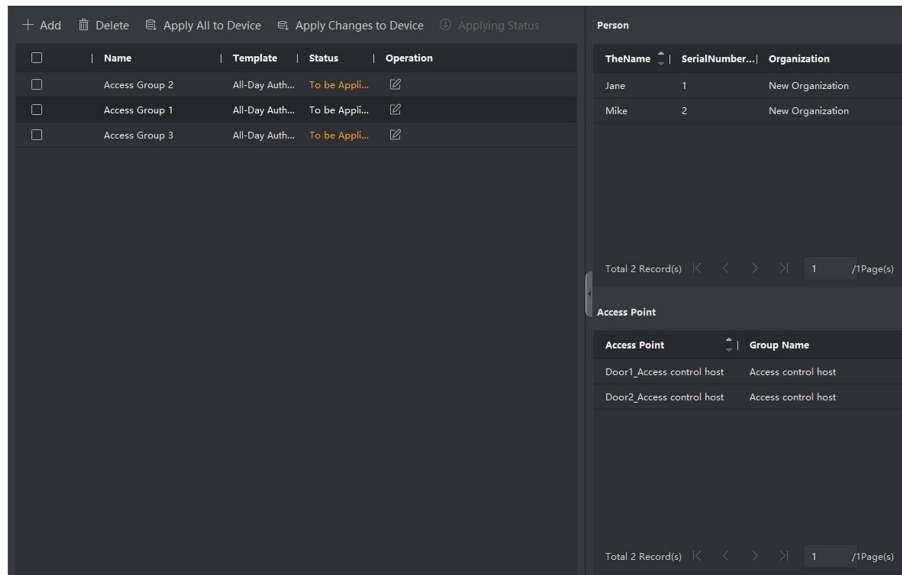 Add Delete Apply All to Device Apply Changes to Device Applying Status
Name Template Status Operation
Access Group 2 All-Day Auth... To be Appli...
Access Group 1 All-Day Auth... To be Appli...
Access Group 3 All-Day Auth... To be Appli...
Person
TheName SerialNumber... Organization
Jane 1 New Organization
Mike 2 New Organization
Total 2 Record(s) 1 /1Page(s)
Access Point
Access Point Group Name
Door1_Access control host Access control host
Door2_Access control host Access control host
Total 2 Record(s) 1 /1Page(s)